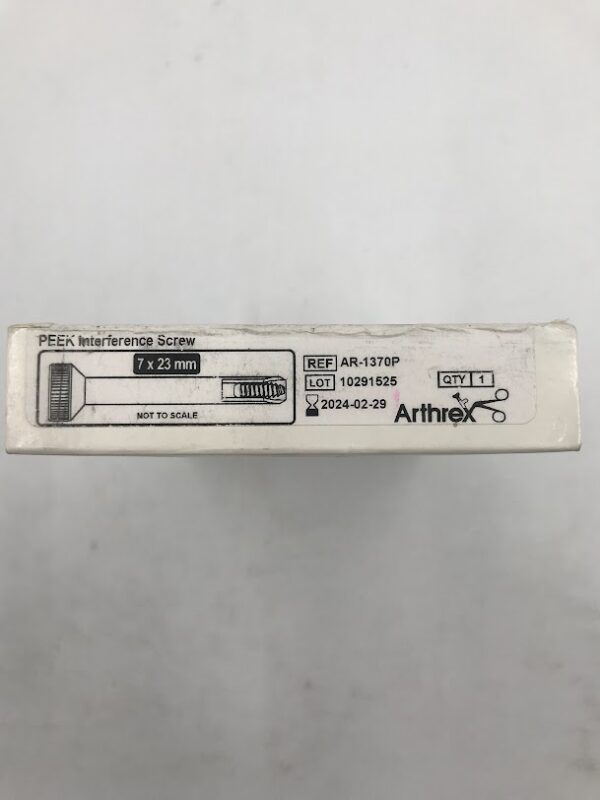 PEEK Interference Screw
7 x 23 mm
NOT TO SCALE
REF AR-1370P
LOT 10291525
QTY 1
2024-02-29
Arthrex